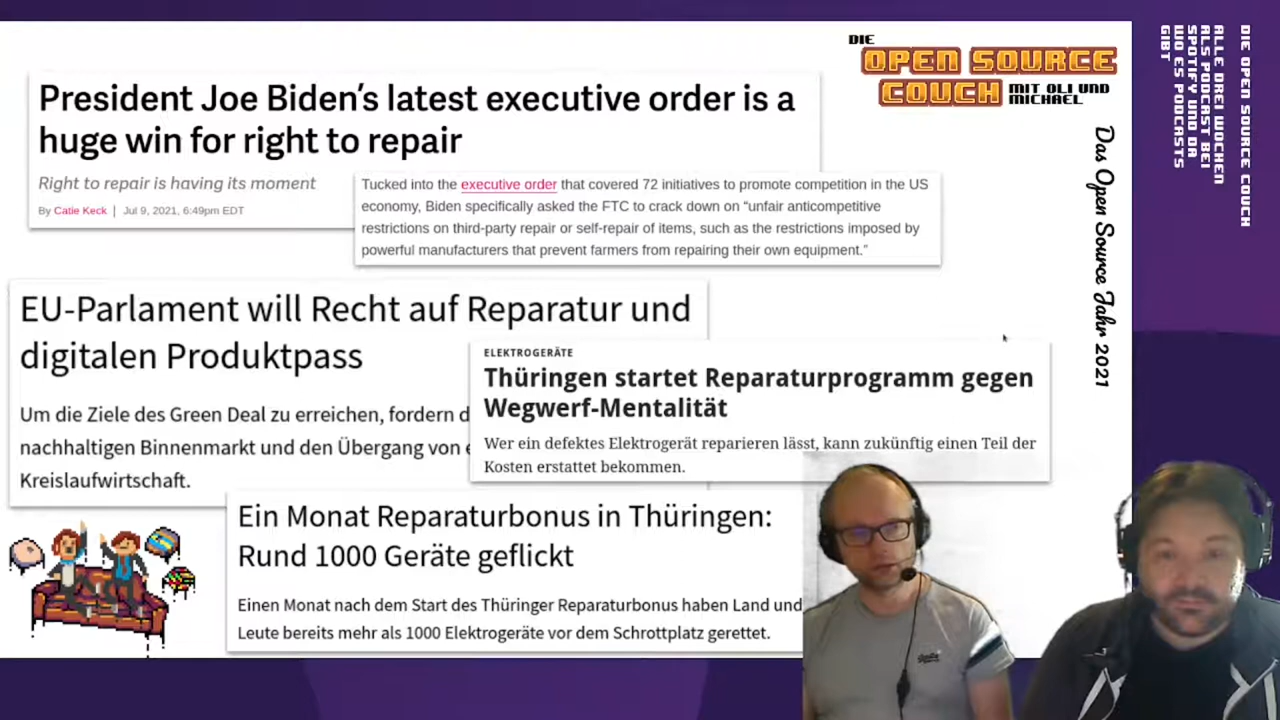 DIE
OPEN SOURCE
COUCH MIT OLI UND
MICHAEL
Das Open Source Jahr 2021
DIE OPEN SOURCE COUCH
ALLE DREI WOCHEN
ALS PODCAST BEI
SPOTIFY UND DA
WO ES PODCASTS
GIBT
President Joe Biden's latest executive order is a
huge win for right to repair
Right to repair is having its moment
By Catie Keck | Jul 9, 2021, 6:49pm EDT
Tucked into the executive order that covered 72 initiatives to promote competition in the US
economy, Biden specifically asked the FTC to crack down on “unfair anticompetitive
restrictions on third-party repair or self-repair of items, such as the restrictions imposed by
powerful manufacturers that prevent farmers from repairing their own equipment.”
EU-Parlament will Recht auf Reparatur und
digitalen Produktpass
Um die Ziele des Green Deal zu erreichen, fordern d
nachhaltigen Binnenmarkt und den Übergang von
Kreislaufwirtschaft.
ELEKTROGERÄTE
Thüringen startet Reparaturprogramm gegen
Wegwerf-Mentalität
Wer ein defektes Elektrogerät reparieren lässt, kann zukünftig einen Teil der
Kosten erstattet bekommen.
Ein Monat Reparaturbonus in Thüringen:
Rund 1000 Geräte geflickt
Einen Monat nach dem Start des Thüringer Reparaturbonus haben Land und
Leute bereits mehr als 1000 Elektrogeräte vor dem Schrottplatz gerettet.